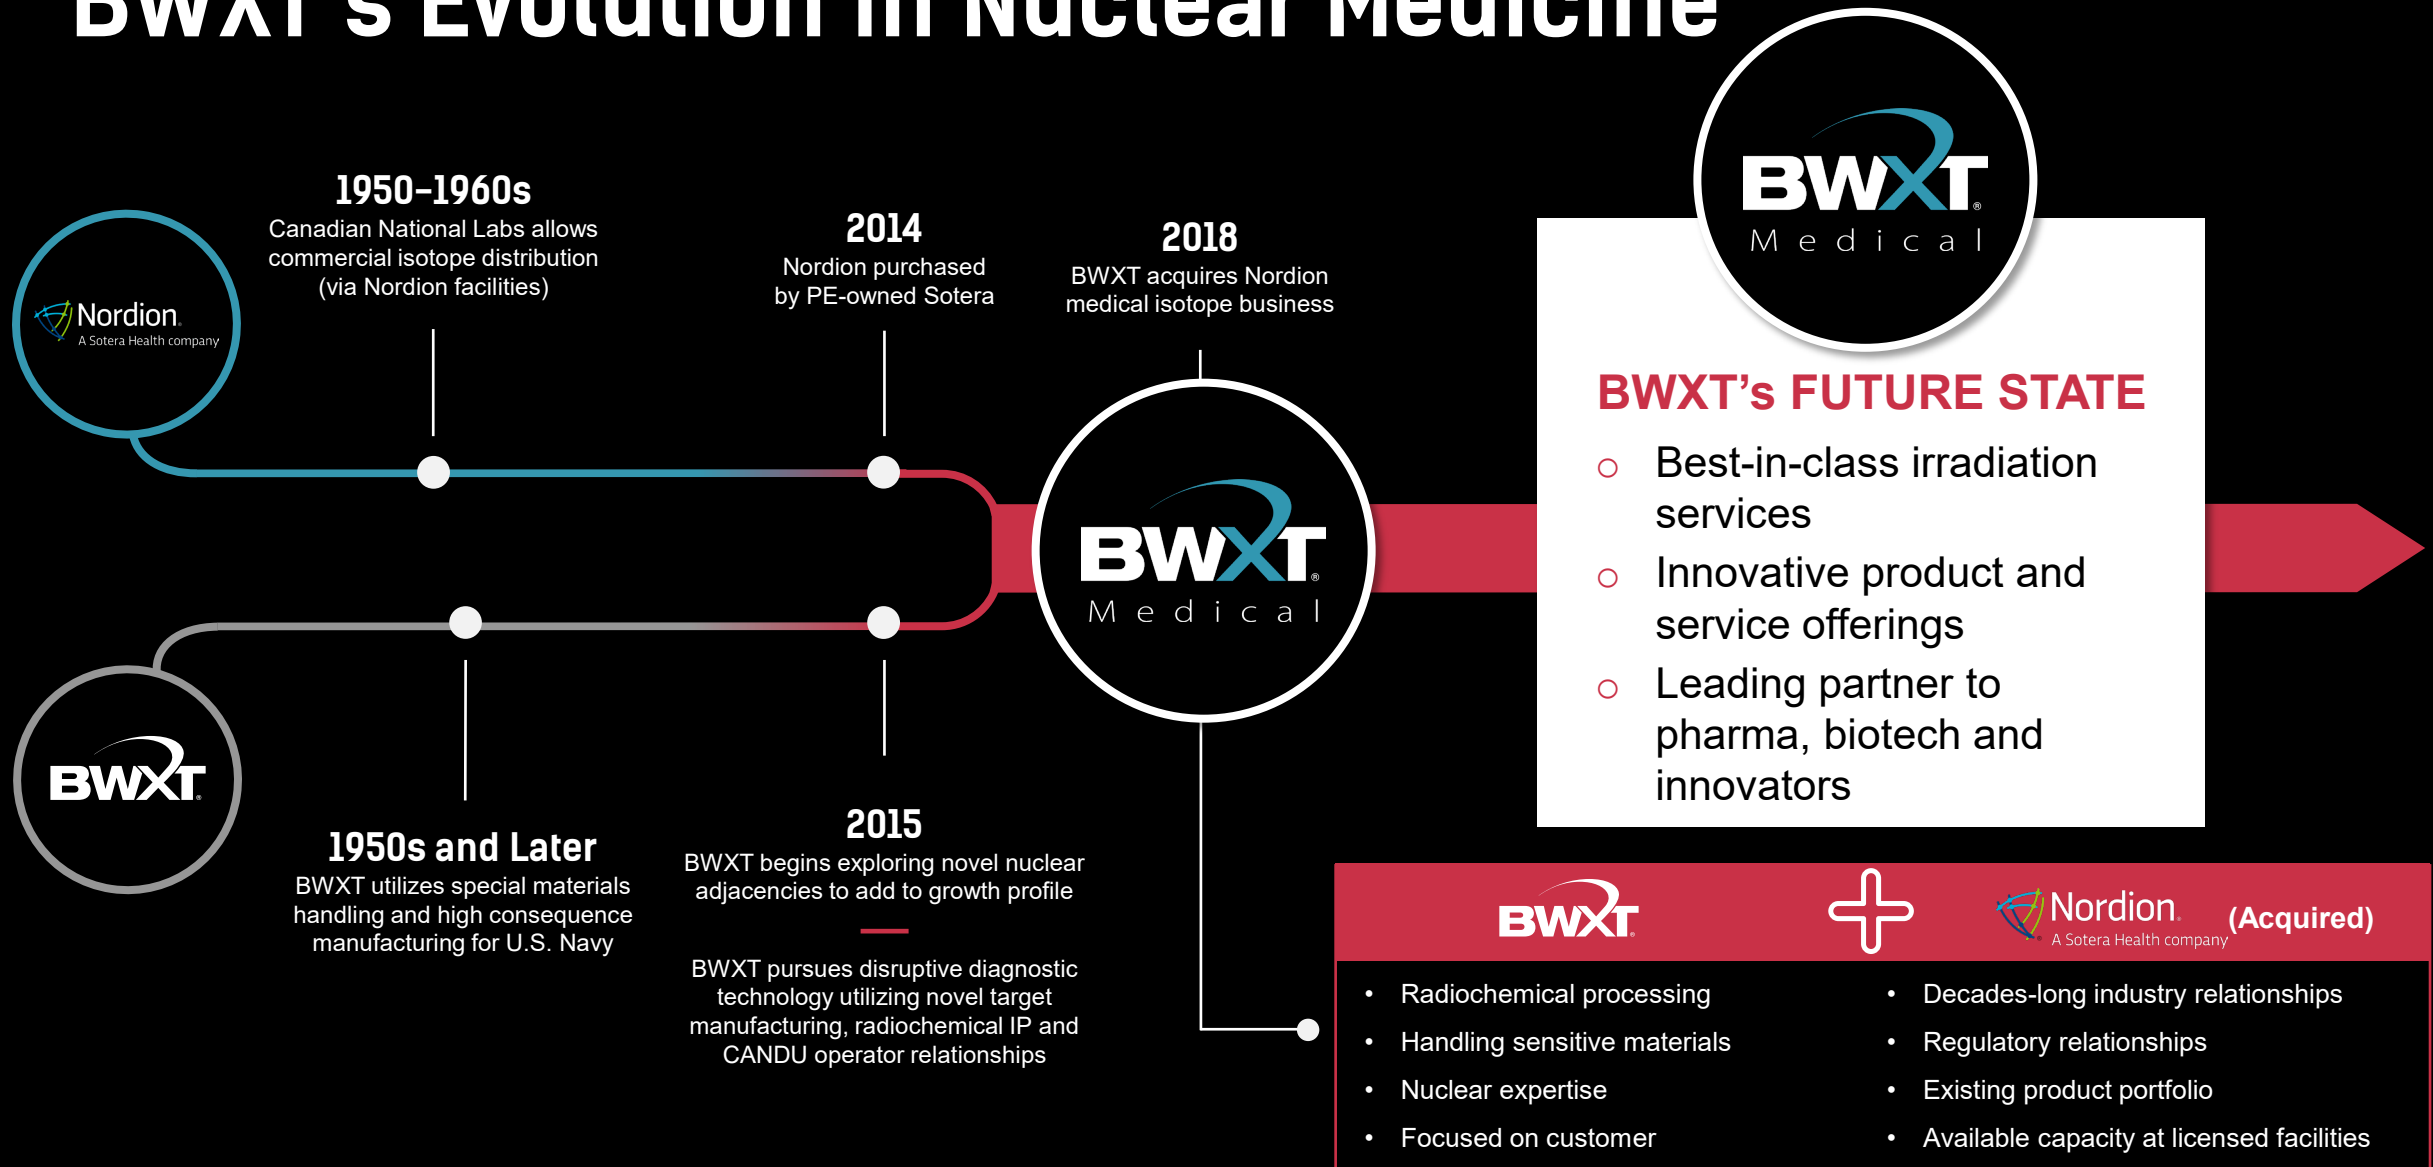 BWXT's Evolution in Nuclear Medicine
1950–1960s
Canadian National Labs allows
commercial isotope distribution
(via Nordion facilities)
2014
Nordion purchased
by PE-owned Sotera
2018
BWXT acquires Nordion
medical isotope business
Nordion
A Sotera Health company
BWXT
Medical
BWXT
1950s and Later
BWXT utilizes special materials
handling and high consequence
manufacturing for U.S. Navy
2015
BWXT begins exploring novel nuclear
adjacencies to add to growth profile
BWXT pursues disruptive diagnostic
technology utilizing novel target
manufacturing, radiochemical IP and
CANDU operator relationships
BWXT®
Medical
BWXT's FUTURE STATE
○ Best-in-class irradiation
services
○ Innovative product and
service offerings
○ Leading partner to
pharma, biotech and
innovators
BWXT
Nordion
A Sotera Health company
(Acquired)
• Radiochemical processing
• Handling sensitive materials
• Nuclear expertise
• Focused on customer
• Decades-long industry relationships
• Regulatory relationships
• Existing product portfolio
• Available capacity at licensed facilities